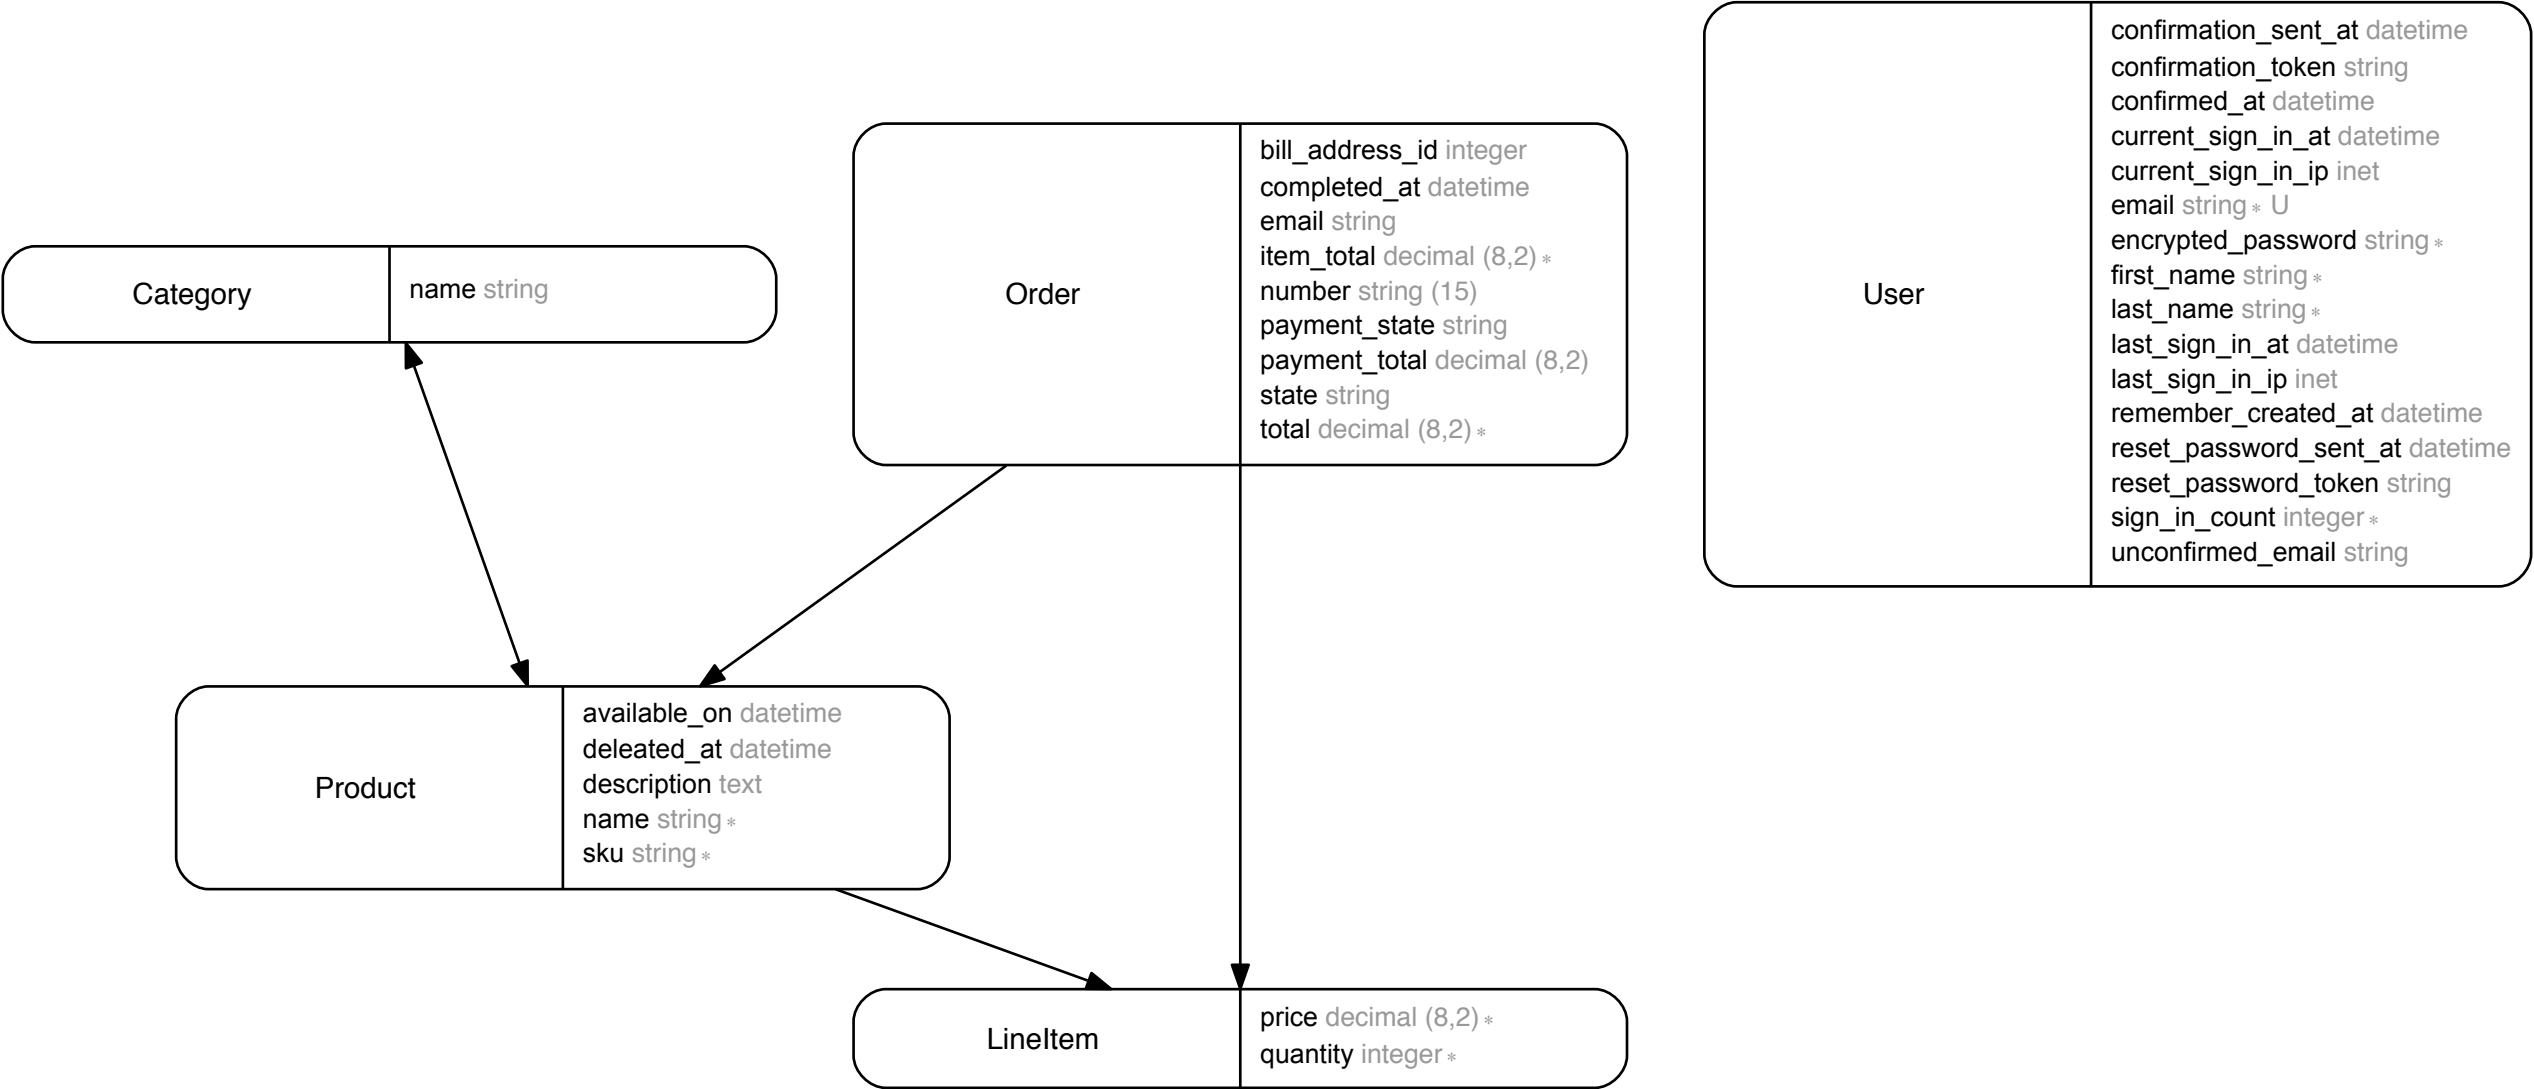 Category
name string
Order
bill_address_id integer
completed_at datetime
email string
item_total decimal (8,2) *
number string (15)
payment_state string
payment_total decimal (8,2)
state string
total decimal (8,2) *
User
confirmation_sent_at datetime
confirmation_token string
confirmed_at datetime
current_sign_in_at datetime
current_sign_in_ip inet
email string * U
encrypted_password string *
first_name string *
last_name string *
last_sign_in_at datetime
last_sign_in_ip inet
remember_created_at datetime
reset_password_sent_at datetime
reset_password_token string
sign_in_count integer *
unconfirmed_email string
Product
available_on datetime
deleated_at datetime
description text
name string *
sku string *
LineItem
price decimal (8,2) *
quantity integer *